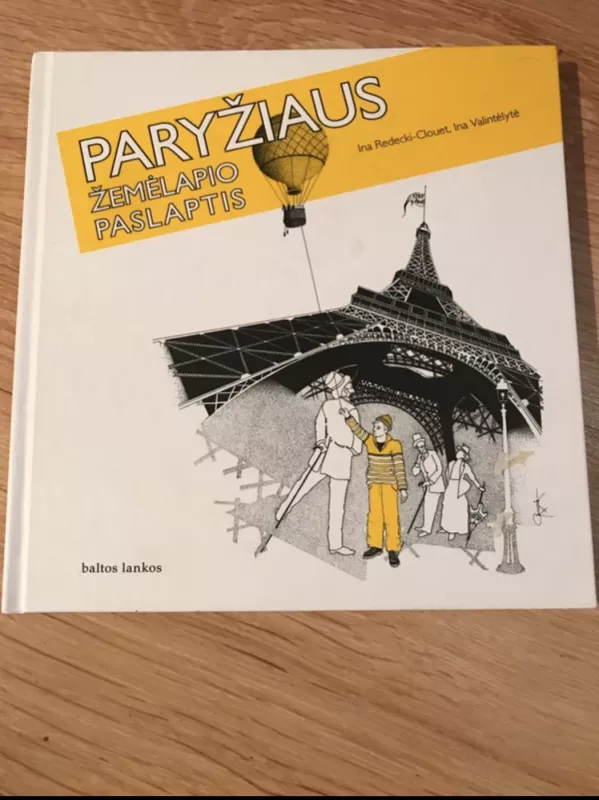 PARYŽIAUS
ŽEMĖLAPIO
PASLAPTIS
Ina Redecki-Clouet, Ina Valintėlytė
baltos lankos